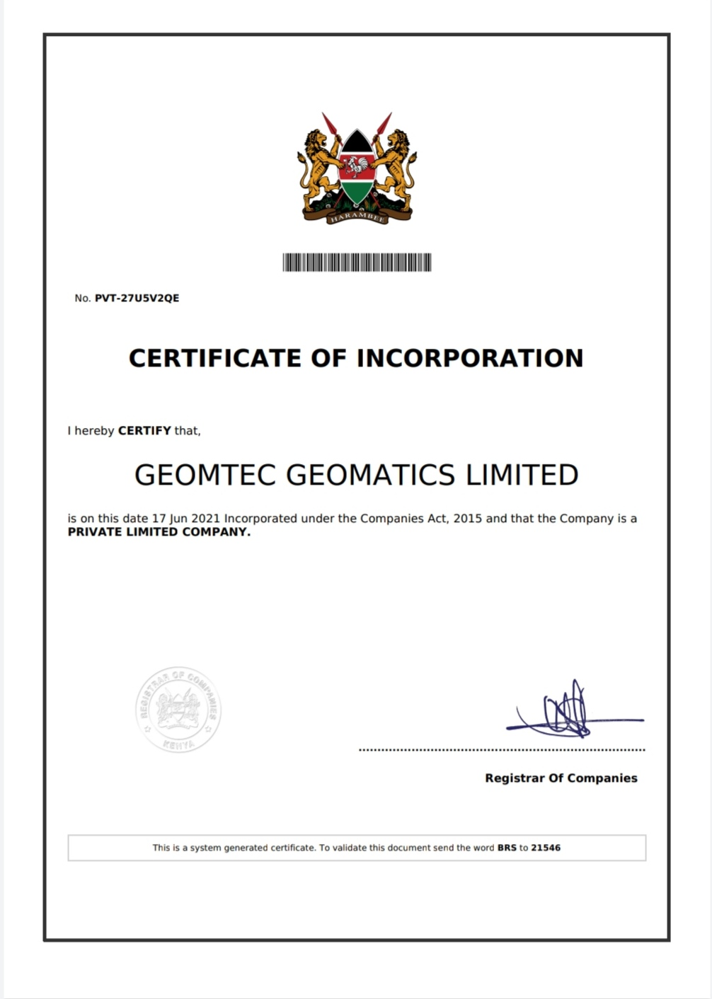 HARAMBEE
No. PVT-27U5V2QE
CERTIFICATE OF INCORPORATION
I hereby CERTIFY that,
GEOMTEC GEOMATICS LIMITED
is on this date 17 Jun 2021 Incorporated under the Companies Act, 2015 and that the Company is a
PRIVATE LIMITED COMPANY.
REGISTRAR OF COMPANIES
KENYA
Registrar Of Companies
This is a system generated certificate. To validate this document send the word BRS to 21546